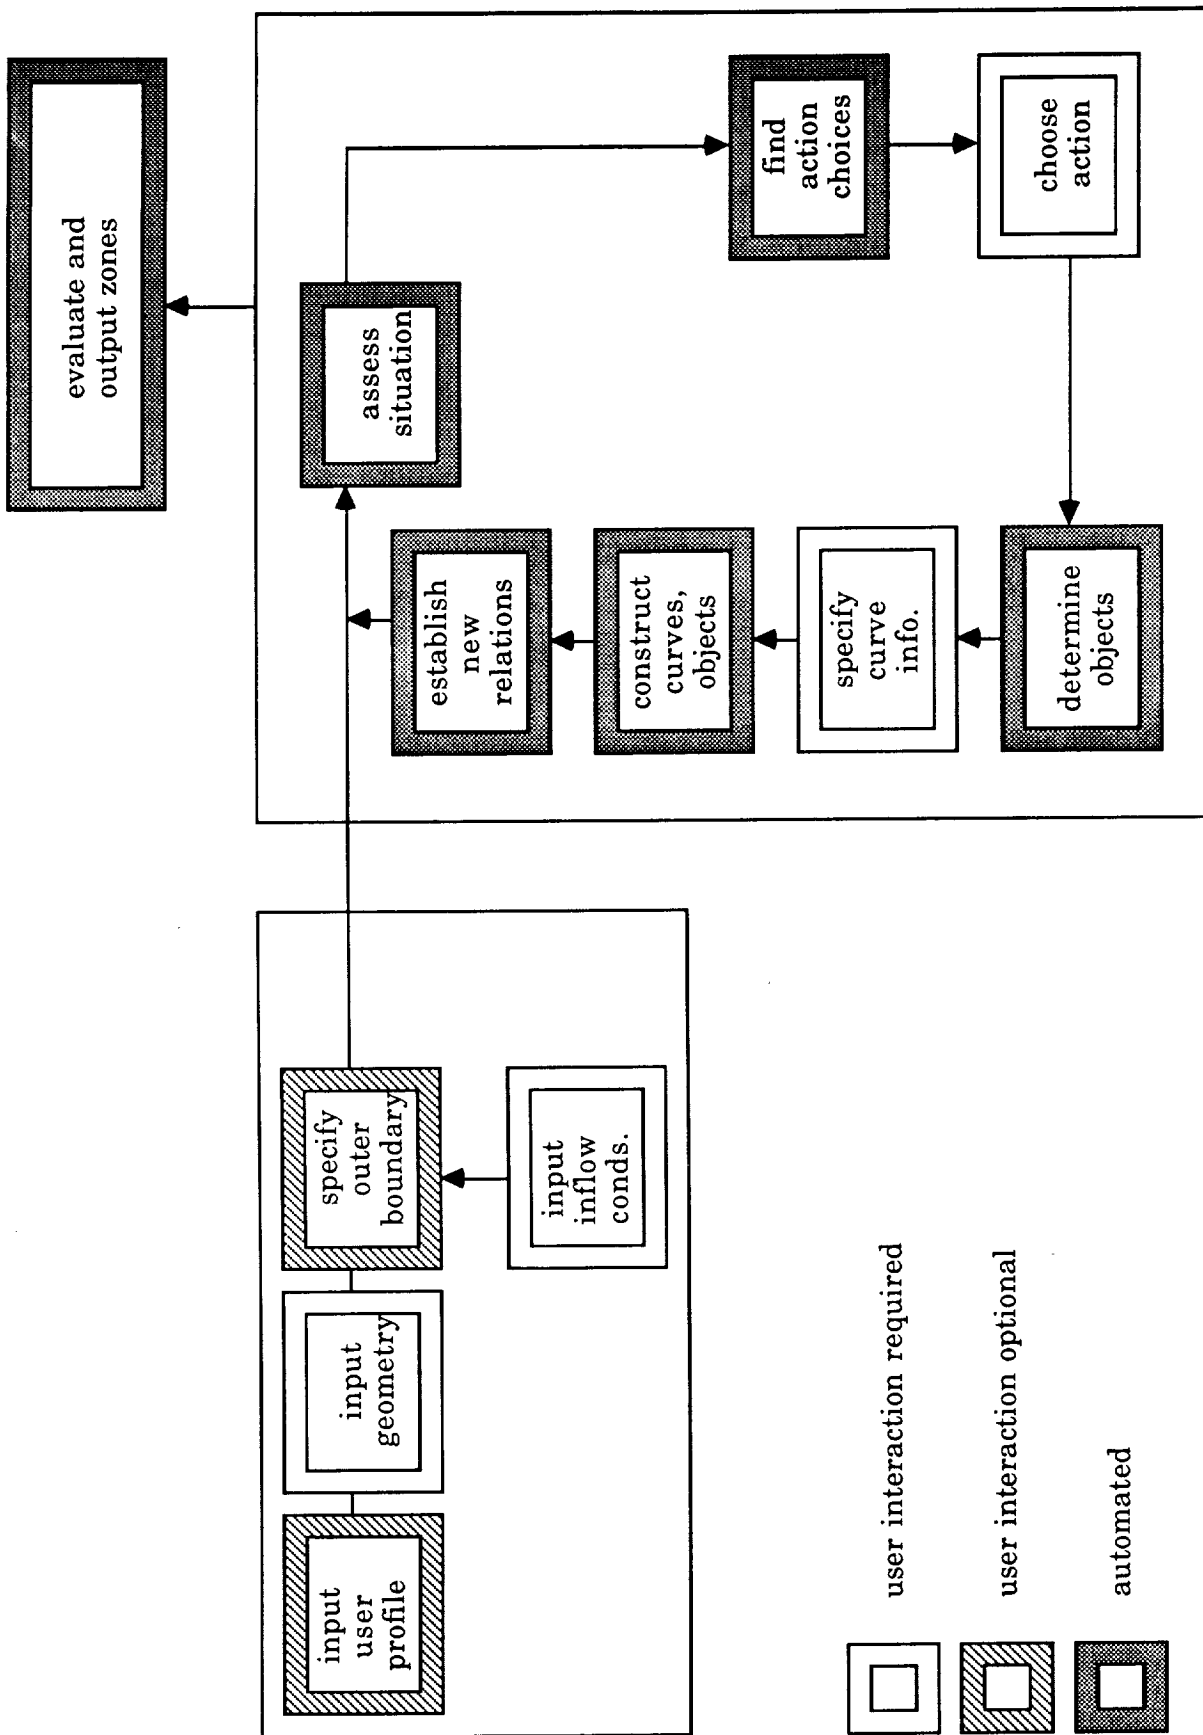 evaluate and
output zones
input
user
profile
input
geometry
specify
outer
boundary
input
inflow
conds.
assess
situation
find
action
choices
choose
action
determine
objects
specify
curve
info.
construct
curves,
objects
establish
new
relations
user interaction required
user interaction optional
automated